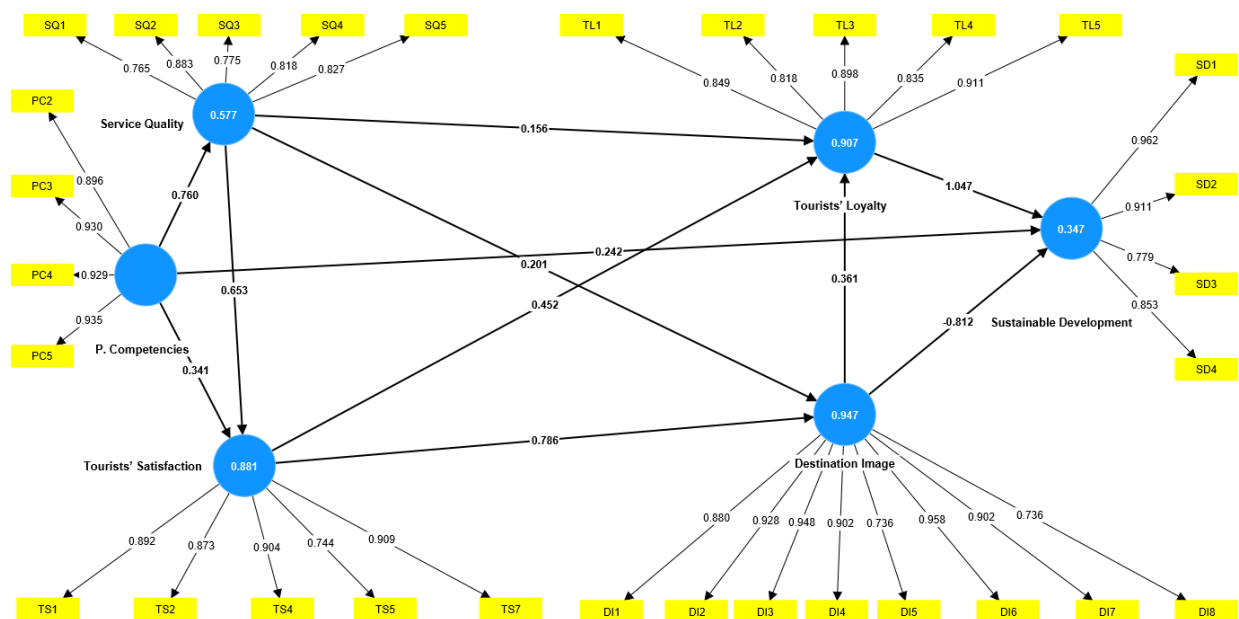 SQ1 SQ2 SQ3 SQ4 SQ5 TL1 TL2 TL3 TL4 TL5
SD1
0.765 0.883 0.775 0.818 0.827 0.849 0.818 0.898 0.835 0.911
PC2
Service Quality 0.577
0.156
0.907
0.962
PC3
0.896
0.930
0.760
Tourists' Loyalty
1.047
SD2
0.911
0.347
PC4 0.929
0.242
0.201
0.653
0.452
0.361
0.779 SD3
0.853
PC5
0.935
P. Competencies
0.341
-0.812
Sustainable Development
SD4
Tourists' Satisfaction 0.881
0.786
0.947
Destination Image
0.892 0.873 0.904 0.744 0.909 0.880 0.928 0.948 0.902 0.736 0.958 0.902 0.736
TS1 TS2 TS4 TS5 TS7 DI1 DI2 DI3 DI4 DI5 DI6 DI7 DI8